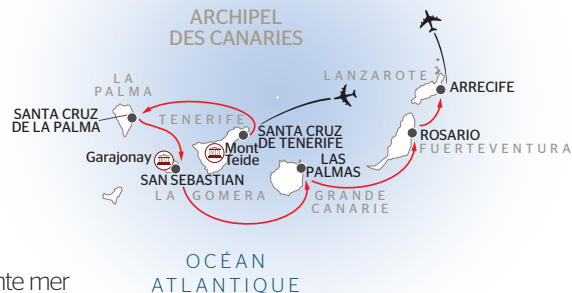 ARCHIPEL
DES CANARIES
LA
PALMA
LANZAROTE
ARRECIFE
SANTA CRUZ
DE LA PALMA
TENERIFE
SANTA CRUZ
DE TENERIFE
Mont
Teide
Garajonay
SAN SEBASTIAN
LA GOMERA
LAS
PALMAS
GRANDE
CANARIE
ROSARIO
FUERTEVENTURA
OCÉAN
ATLANTIQUE
nte mer